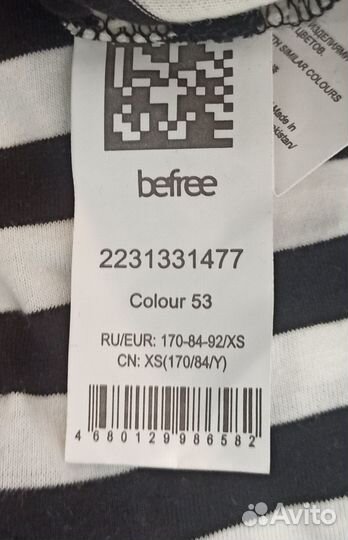 befree
2231331477
Colour 53
RU/EUR: 170-84-92/XS
CN: XS(170/84/Y)
4680129986582
ИЗДЕЛИЯМИ
ЦВЕТОВ.
SIMILAR COLOURS
Made in
Avito